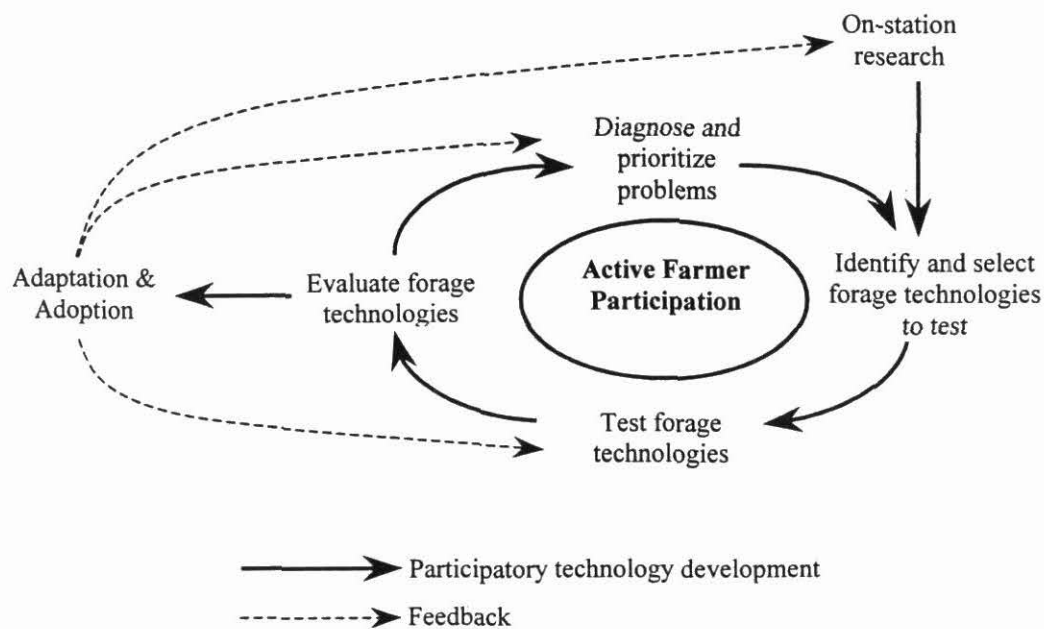 On-station
research
Diagnose and
prioritize
problems
Active Farmer
Participation
Identify and select
forage technologies
to test
Adaptation &
Adoption
Evaluate forage
technologies
Test forage
technologies
Participatory technology development
Feedback